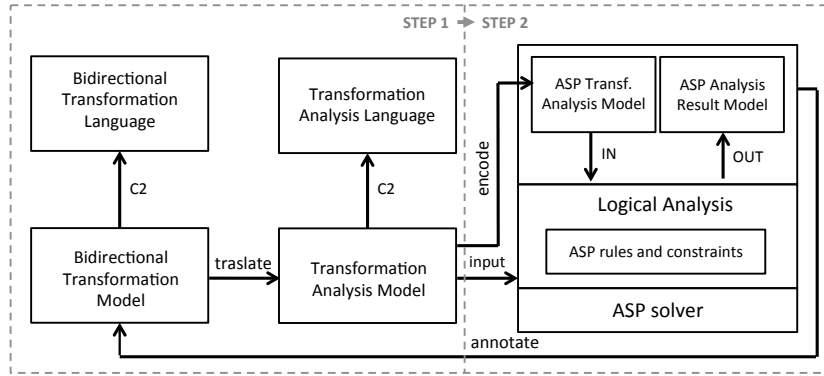 STEP 1
STEP 2
Bidirectional
Transformation
Language
Transformation
Analysis Language
ASP Transf.
Analysis Model
ASP Analysis
Result Model
encode
IN
OUT
C2
C2
Logical Analysis
ASP rules and constraints
Bidirectional
Transformation
Model
traslate
Transformation
Analysis Model
input
ASP solver
annotate